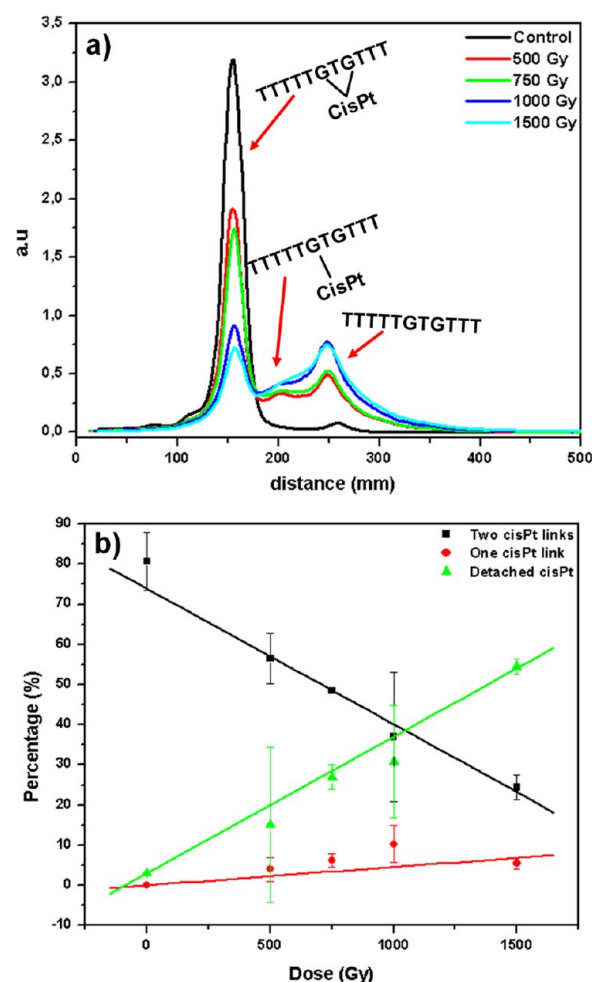 a)
3,5
3,0
2,5
2,0
1,5
1,0
0,5
0,0
a.u
Control
500 Gy
750 Gy
1000 Gy
1500 Gy
TTTTTGTGTTT
CisPt
TTTTTGTGTTT
CisPt
TTTTTGTGTTT
0 100 200 300 400 500
distance (mm)
b)
90
80
70
60
50
40
30
20
10
0
-10
Percentage (%)
Two cisPt links
One cisPt link
Detached cisPt
0 500 1000 1500
Dose (Gy)